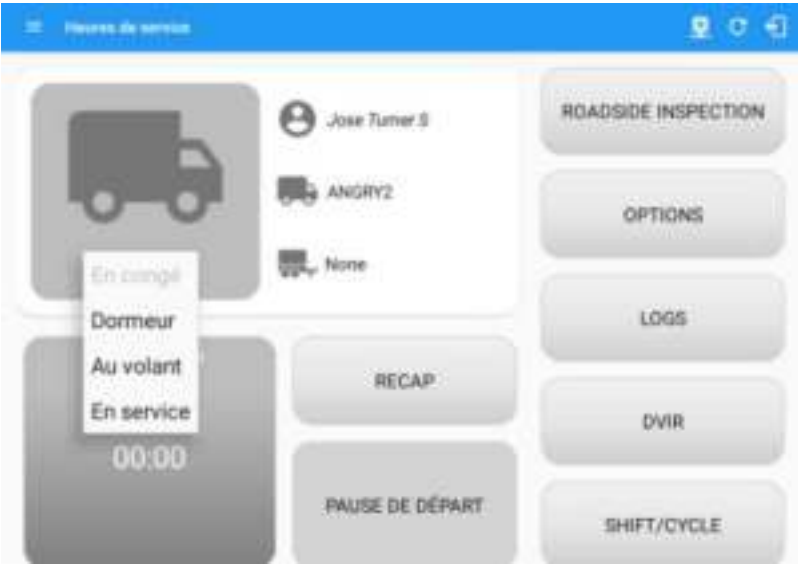 Heures de service
Jose Turner S
ANGRY2
None
En congé
Dormeur
Au volant
En service
00:00
RECAP
PAUSE DE DÉPART
ROADSIDE INSPECTION
OPTIONS
LOGS
DVIR
SHIFT/CYCLE